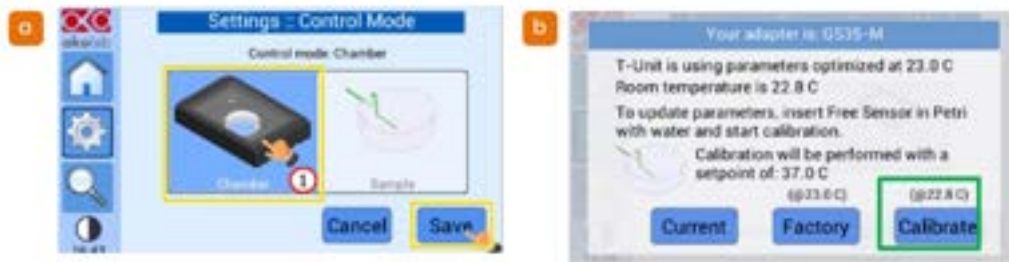 a
okolab
Settings :: Control Mode
Control mode: Chamber
Chamber
1
Sample
Cancel
Save
b
Your adapter is: GS35-M
T-Unit is using parameters optimized at 23.0 C
Room temperature is 22.8 C
To update parameters, insert Free Sensor in Petri
with water and start calibration.
Calibration will be performed with a
setpoint of: 37.0 C
(@23.0 C)
(@22.8 C)
Current
Factory
Calibrate